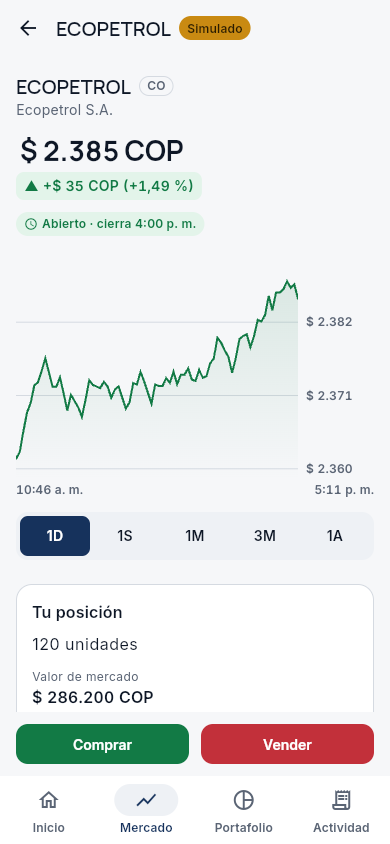 ECOPETROL Simulado
ECOPETROL CO
Ecopetrol S.A.
$ 2.385 COP
▲ +$ 35 COP (+1,49 %)
Abierto · cierra 4:00 p. m.
$ 2.382
$ 2.371
$ 2.360
10:46 a. m. 5:11 p. m.
1D 1S 1M 3M 1A
Tu posición
120 unidades
Valor de mercado
$ 286.200 COP
Comprar Vender
Inicio Mercado Portafolio Actividad